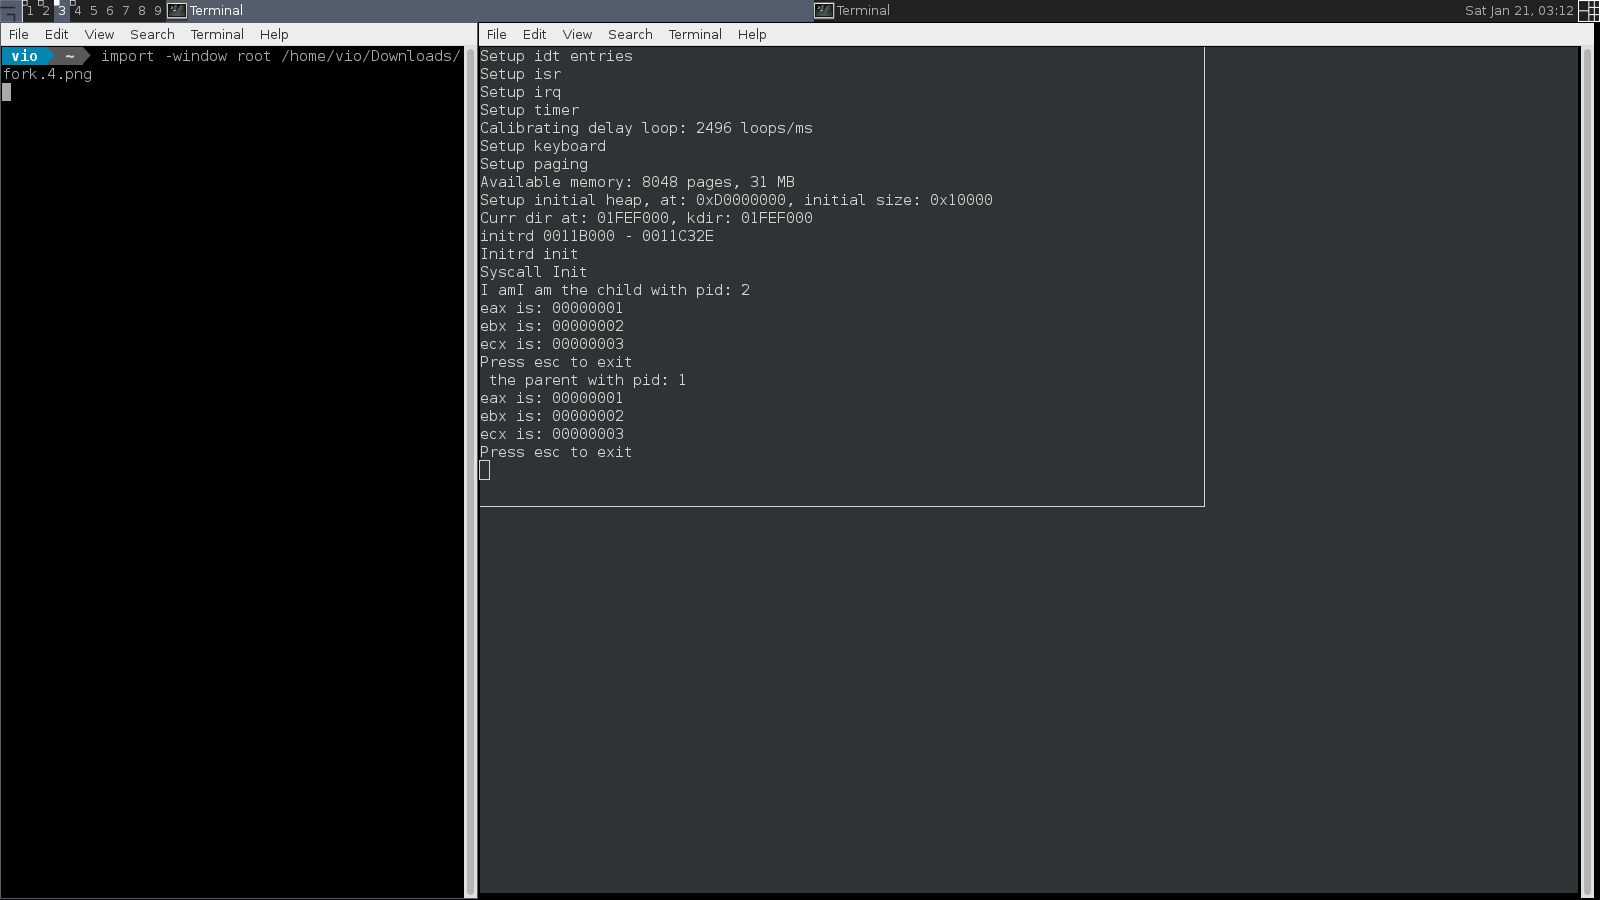 1 2 3 4 5 6 7 8 9 Terminal Terminal Sat Jan 21, 03:12
File Edit View Search Terminal Help
vio ~ import -window root /home/vio/Downloads/
fork.4.png
File Edit View Search Terminal Help
Setup idt entries
Setup isr
Setup irq
Setup timer
Calibrating delay loop: 2496 loops/ms
Setup keyboard
Setup paging
Available memory: 8048 pages, 31 MB
Setup initial heap, at: 0xD0000000, initial size: 0x10000
Curr dir at: 01FEF000, kdir: 01FEF000
initrd 0011B000 - 0011C32E
Initrd init
Syscall Init
I amI am the child with pid: 2
eax is: 00000001
ebx is: 00000002
ecx is: 00000003
Press esc to exit
the parent with pid: 1
eax is: 00000001
ebx is: 00000002
ecx is: 00000003
Press esc to exit